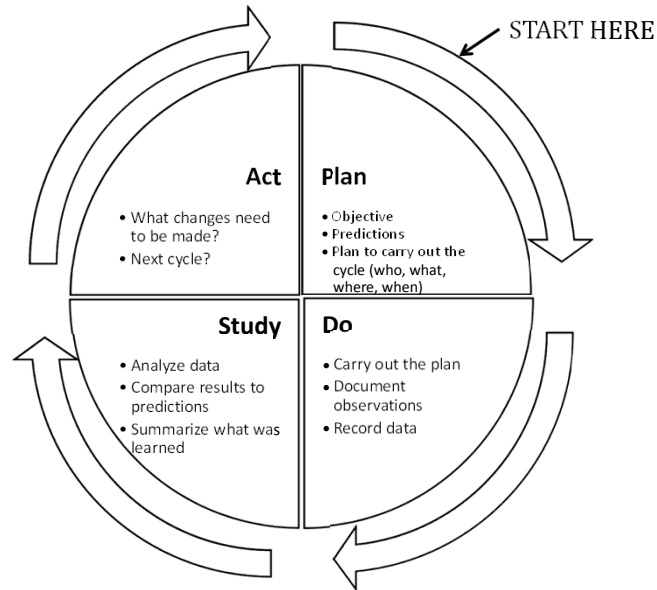 START HERE
Act
• What changes need
to be made?
• Next cycle?
Plan
• Objective
• Predictions
• Plan to carry out the
cycle (who, what,
where, when)
Study
• Analyze data
• Compare results to
predictions
• Summarize what was
learned
Do
• Carry out the plan
• Document
observations
• Record data